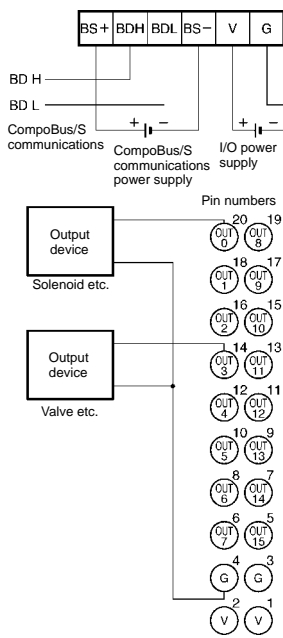 BS+ BDH BDL BS− V G
BD H
BD L
+ − + −
CompoBus/S
communications
CompoBus/S
communications
power supply
I/O power
supply
Pin numbers
Output
device
Solenoid etc.
Output
device
Valve etc.
20 19
OUT 0 OUT 8
18 17
OUT 1 OUT 9
16 15
OUT 2 OUT 10
14 13
OUT 3 OUT 11
12 11
OUT 4 OUT 12
10 9
OUT 5 OUT 13
8 7
OUT 6 OUT 14
6 5
OUT 7 OUT 15
4 3
G G
2 1
V V